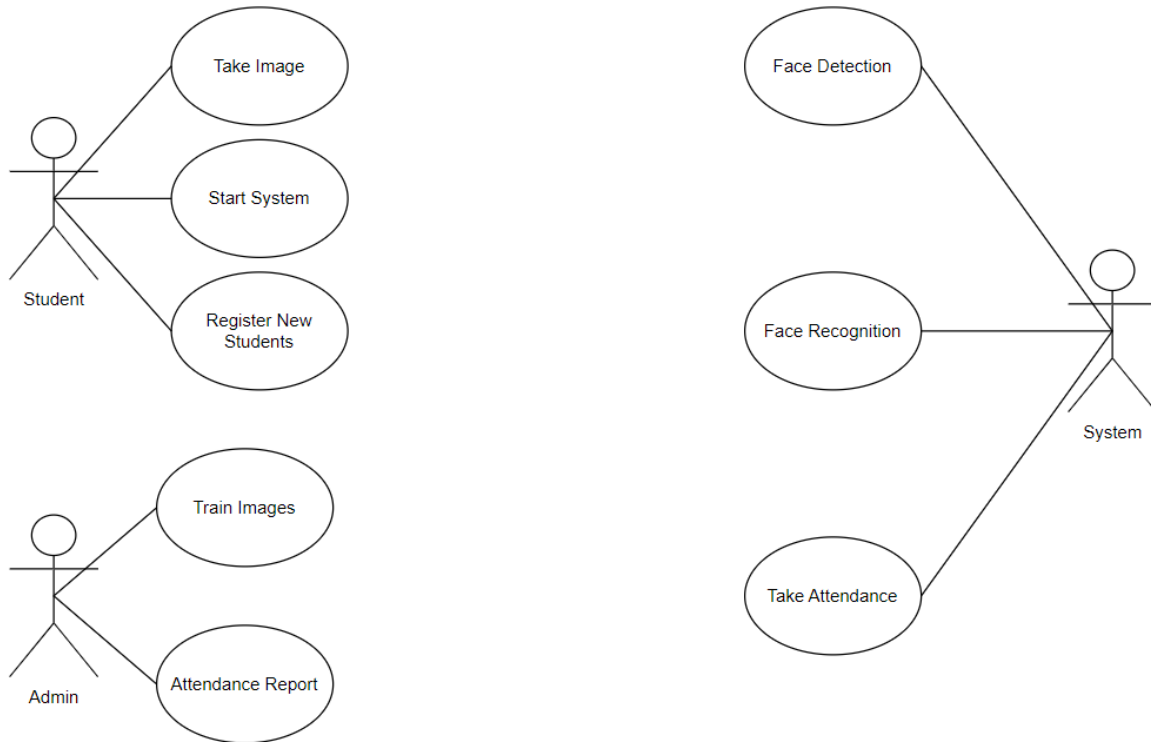 Take Image
Start System
Student
Register New
Students
Train Images
Admin
Attendance Report
Face Detection
Face Recognition
System
Take Attendance